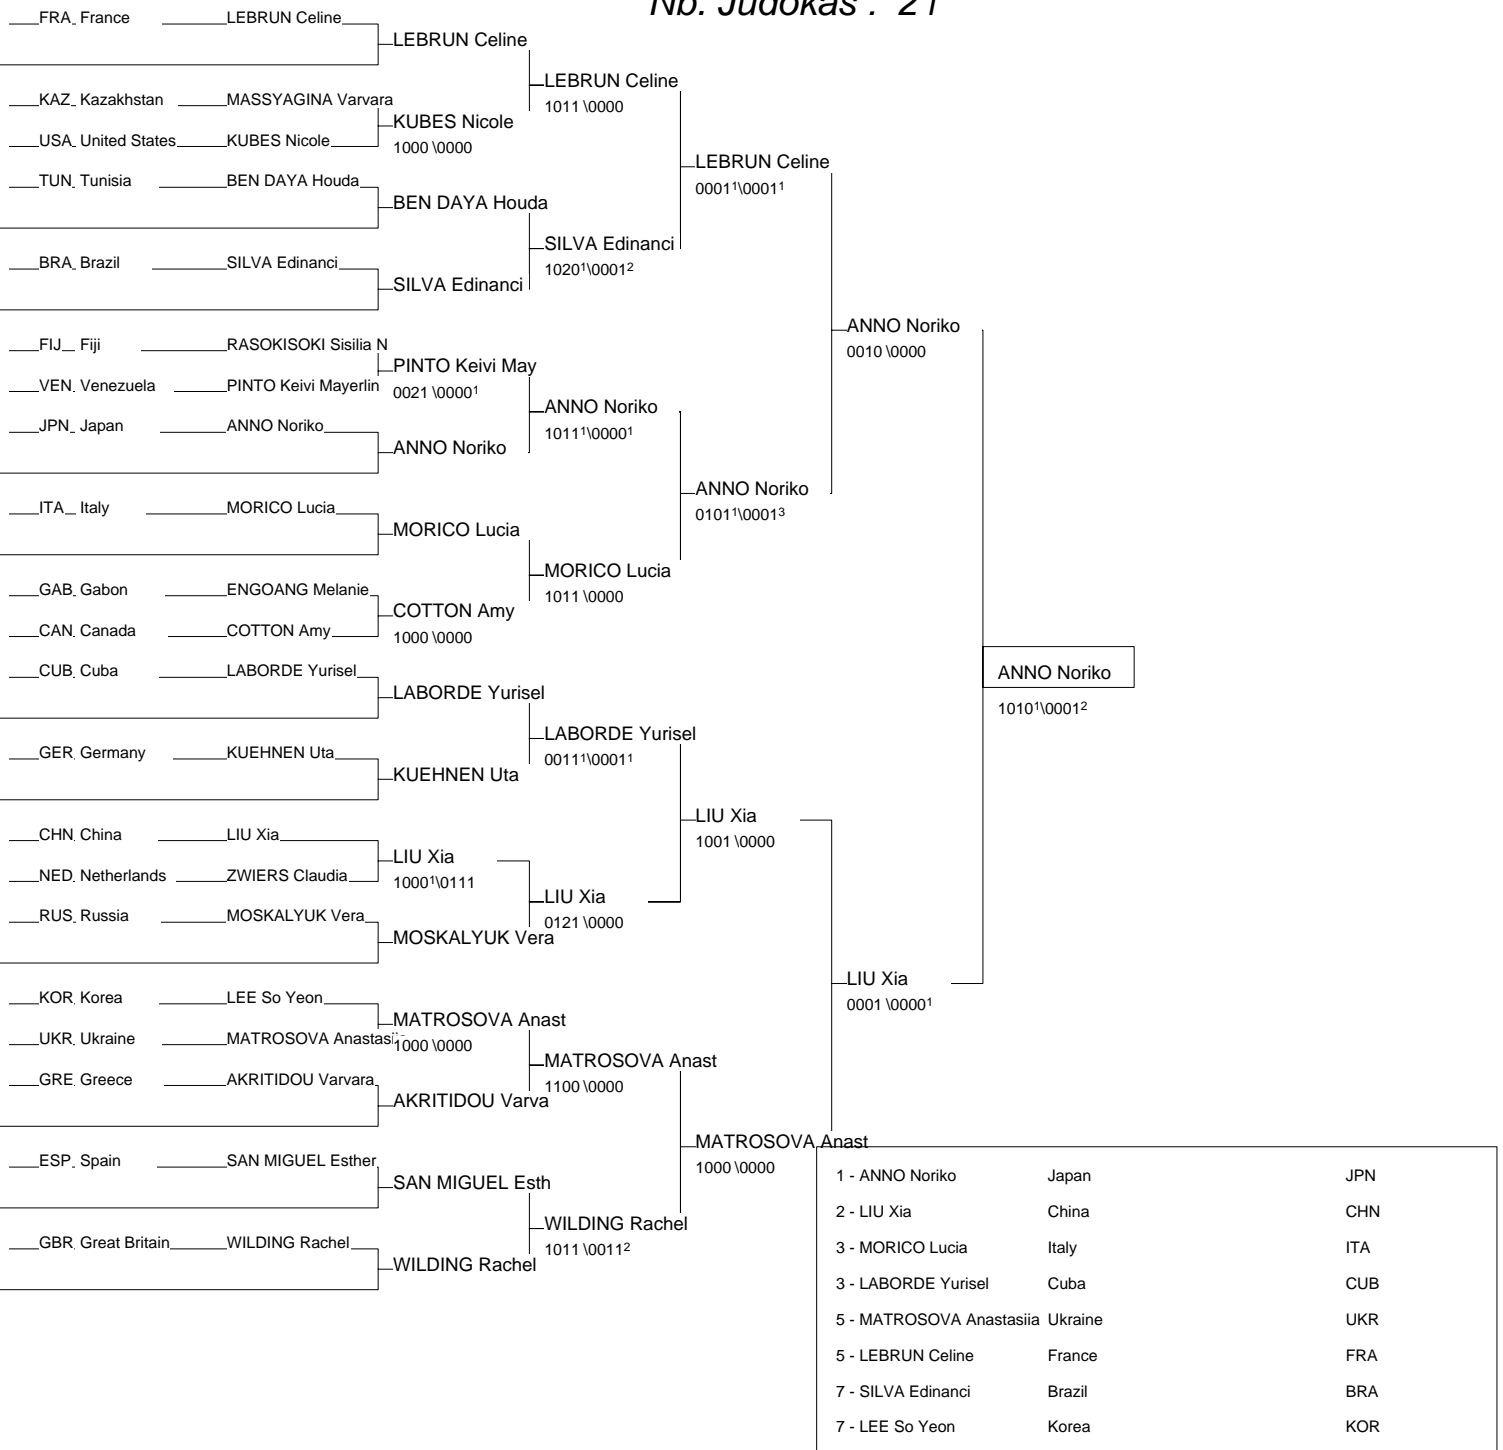 Nb. Judokas : 21
FRA France LEBRUN Celine
LEBRUN Celine
LEBRUN Celine
1011 \0000
KAZ Kazakhstan MASSYAGINA Varvara
KUBES Nicole
1000 \0000
USA United States KUBES Nicole
LEBRUN Celine
0001¹\0001¹
TUN Tunisia BEN DAYA Houda
BEN DAYA Houda
SILVA Edinanci
1020¹\0001²
BRA Brazil SILVA Edinanci
SILVA Edinanci
ANNO Noriko
0010 \0000
FIJ Fiji RASOKISOKI Sisilia N
PINTO Keivi May
0021 \0000¹
VEN Venezuela PINTO Keivi Mayerlin
ANNO Noriko
1011¹\0000¹
JPN Japan ANNO Noriko
ANNO Noriko
ANNO Noriko
0101¹\0001³
ITA Italy MORICO Lucia
MORICO Lucia
MORICO Lucia
1011 \0000
GAB Gabon ENGOANG Melanie
COTTON Amy
1000 \0000
CAN Canada COTTON Amy
ANNO Noriko
1010¹\0001²
CUB Cuba LABORDE Yurisel
LABORDE Yurisel
LABORDE Yurisel
0011¹\0001¹
GER Germany KUEHNEN Uta
KUEHNEN Uta
LIU Xia
1001 \0000
CHN China LIU Xia
LIU Xia
1000¹\0111
NED Netherlands ZWIERS Claudia
LIU Xia
0121 \0000
RUS Russia MOSKALYUK Vera
MOSKALYUK Vera
LIU Xia
0001 \0000¹
KOR Korea LEE So Yeon
MATROSOVA Anast
1000 \0000
UKR Ukraine MATROSOVA Anastasii
MATROSOVA Anast
1100 \0000
GRE Greece AKRITIDOU Varvara
AKRITIDOU Varva
MATROSOVA Anast
1000 \0000
ESP Spain SAN MIGUEL Esther
SAN MIGUEL Esth
WILDING Rachel
1011 \0011²
GBR Great Britain WILDING Rachel
WILDING Rachel
1 - ANNO Noriko Japan JPN
2 - LIU Xia China CHN
3 - MORICO Lucia Italy ITA
3 - LABORDE Yurisel Cuba CUB
5 - MATROSOVA Anastasiia Ukraine UKR
5 - LEBRUN Celine France FRA
7 - SILVA Edinanci Brazil BRA
7 - LEE So Yeon Korea KOR